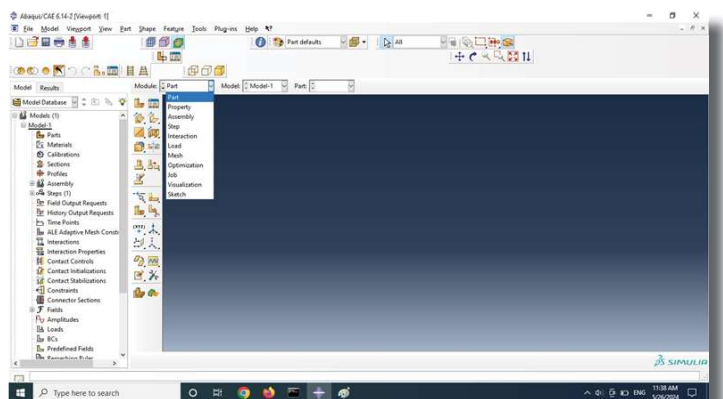 Abaqus/CAE 6.14-2 [Viewport: 1]
File Model Viewport View Part Shape Feature Tools Plug-ins Help
Part defaults All
Model Results Module: Part Model: Model-1 Part:
Model Database
Models (1)
Model-1
Parts
Materials
Calibrations
Sections
Profiles
Assembly
Steps (1)
Field Output Requests
History Output Requests
Time Points
ALE Adaptive Mesh Constr
Interactions
Interaction Properties
Contact Controls
Contact Initializations
Contact Stabilizations
Constraints
Connector Sections
Fields
Amplitudes
Loads
BCs
Predefined Fields
Remeshing Rules
Part
Property
Assembly
Step
Interaction
Load
Mesh
Optimization
Job
Visualization
Sketch
(XYZ)
SIMULIA
Type here to search
ENG
11:38 AM
5/26/2024